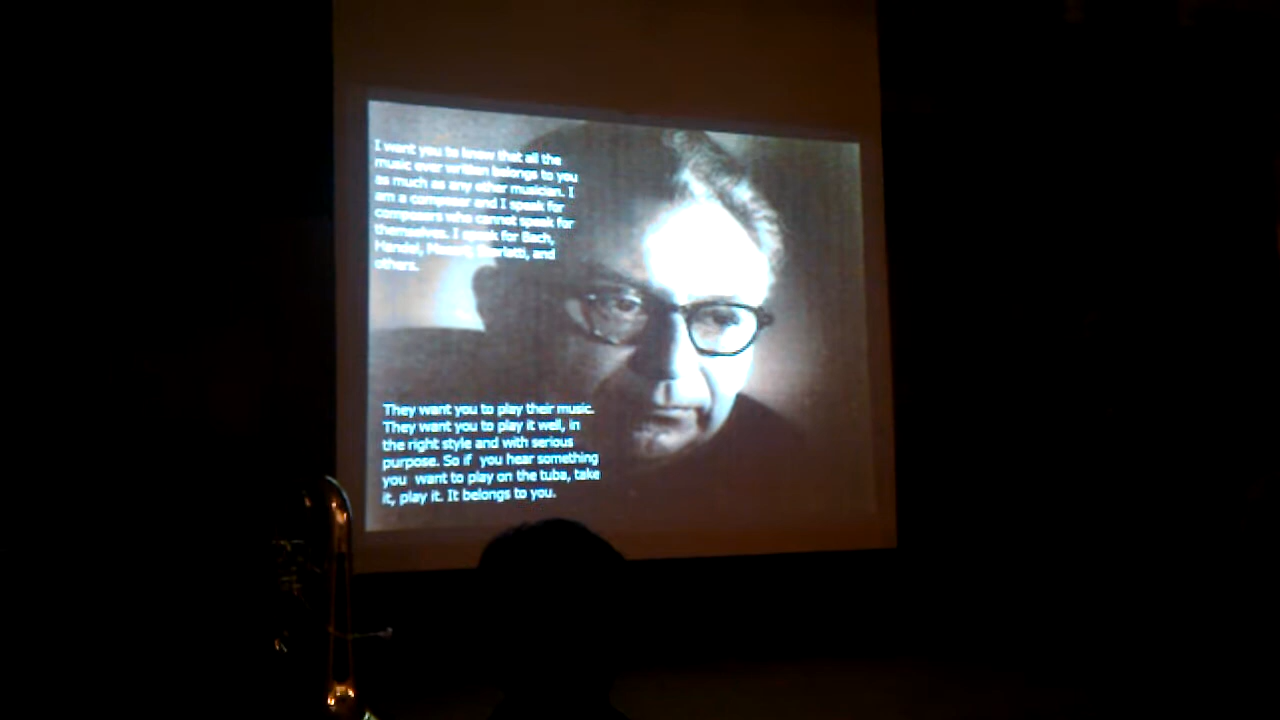 I want you to know that all the
music ever written belongs to you
as much as any other musician. I
am a composer and I speak for
composers who cannot speak for
themselves. I speak for Bach,
Handel, Mozart, Scarlatti, and
others.
They want you to play their music.
They want you to play it well, in
the right style and with serious
purpose. So if you hear something
you want to play on the tuba, take
it, play it. It belongs to you.